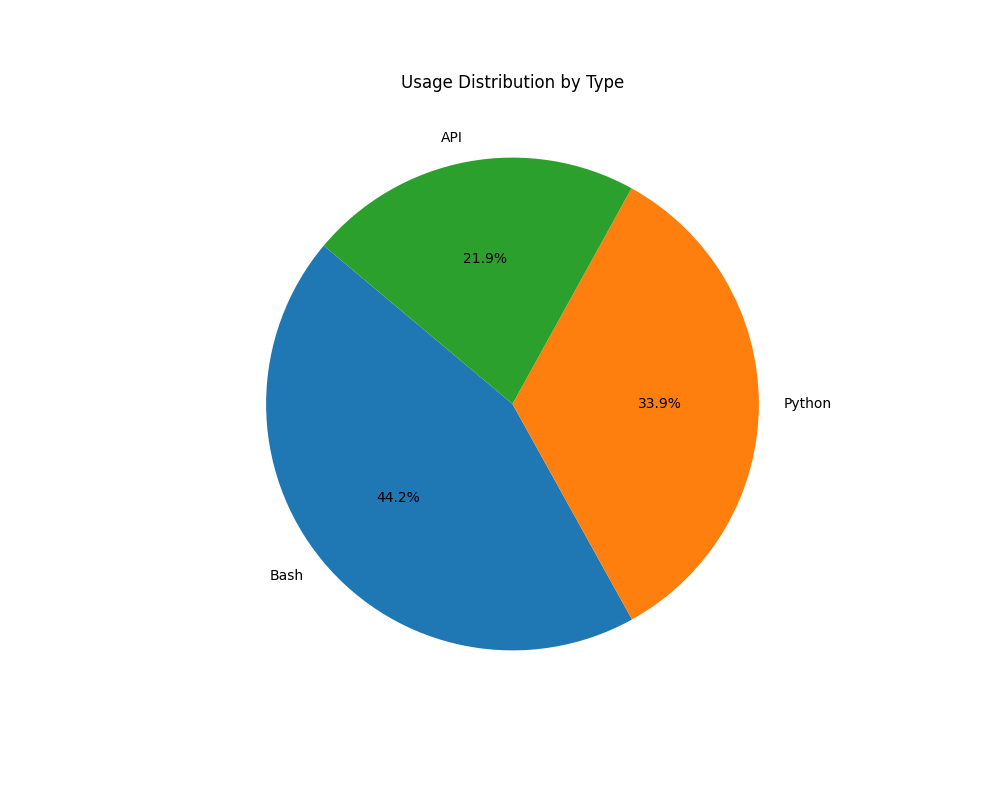 Usage Distribution by Type
API
21.9%
33.9%
Python
44.2%
Bash